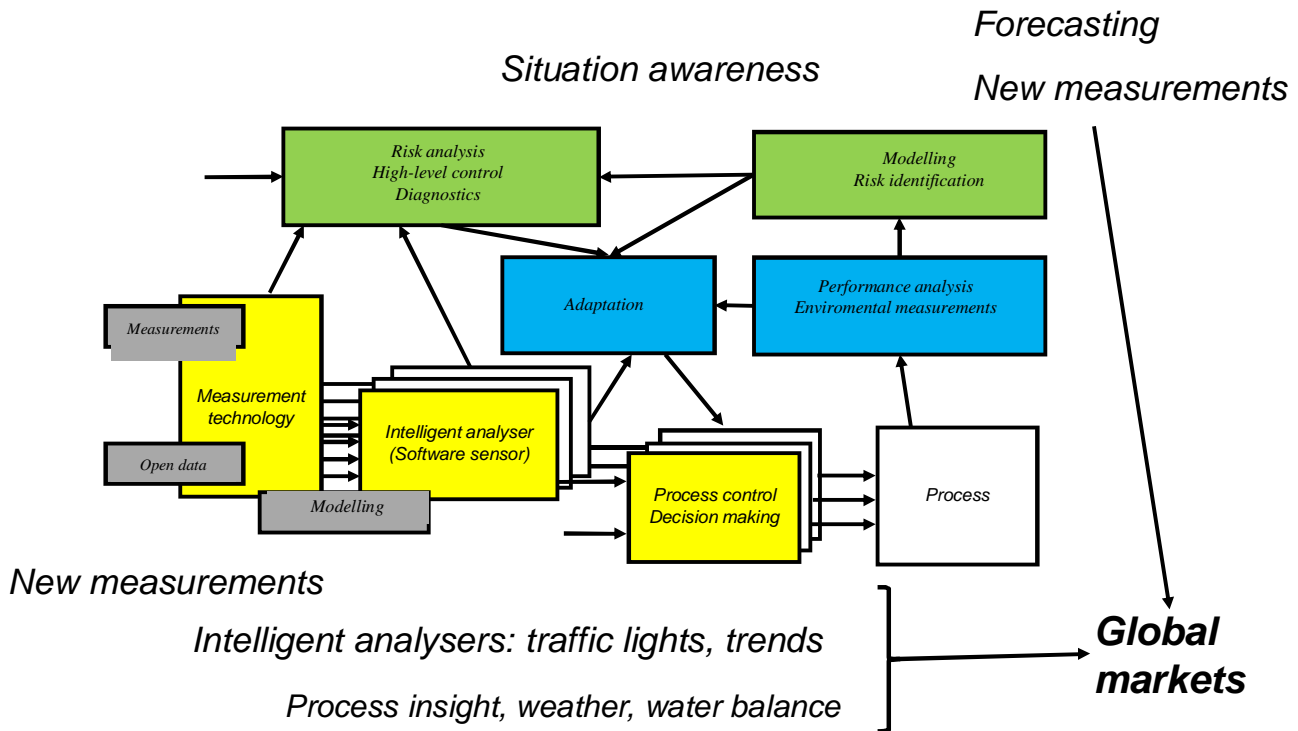 Forecasting
Situation awareness
New measurements
Risk analysis
High-level control
Diagnostics
Modelling
Risk identification
Adaptation
Performance analysis
Enviromental measurements
Measurements
Measurement
technology
Open data
Intelligent analyser
(Software sensor)
Modelling
Process control
Decision making
Process
New measurements
Intelligent analysers: traffic lights, trends
Process insight, weather, water balance
Global
markets